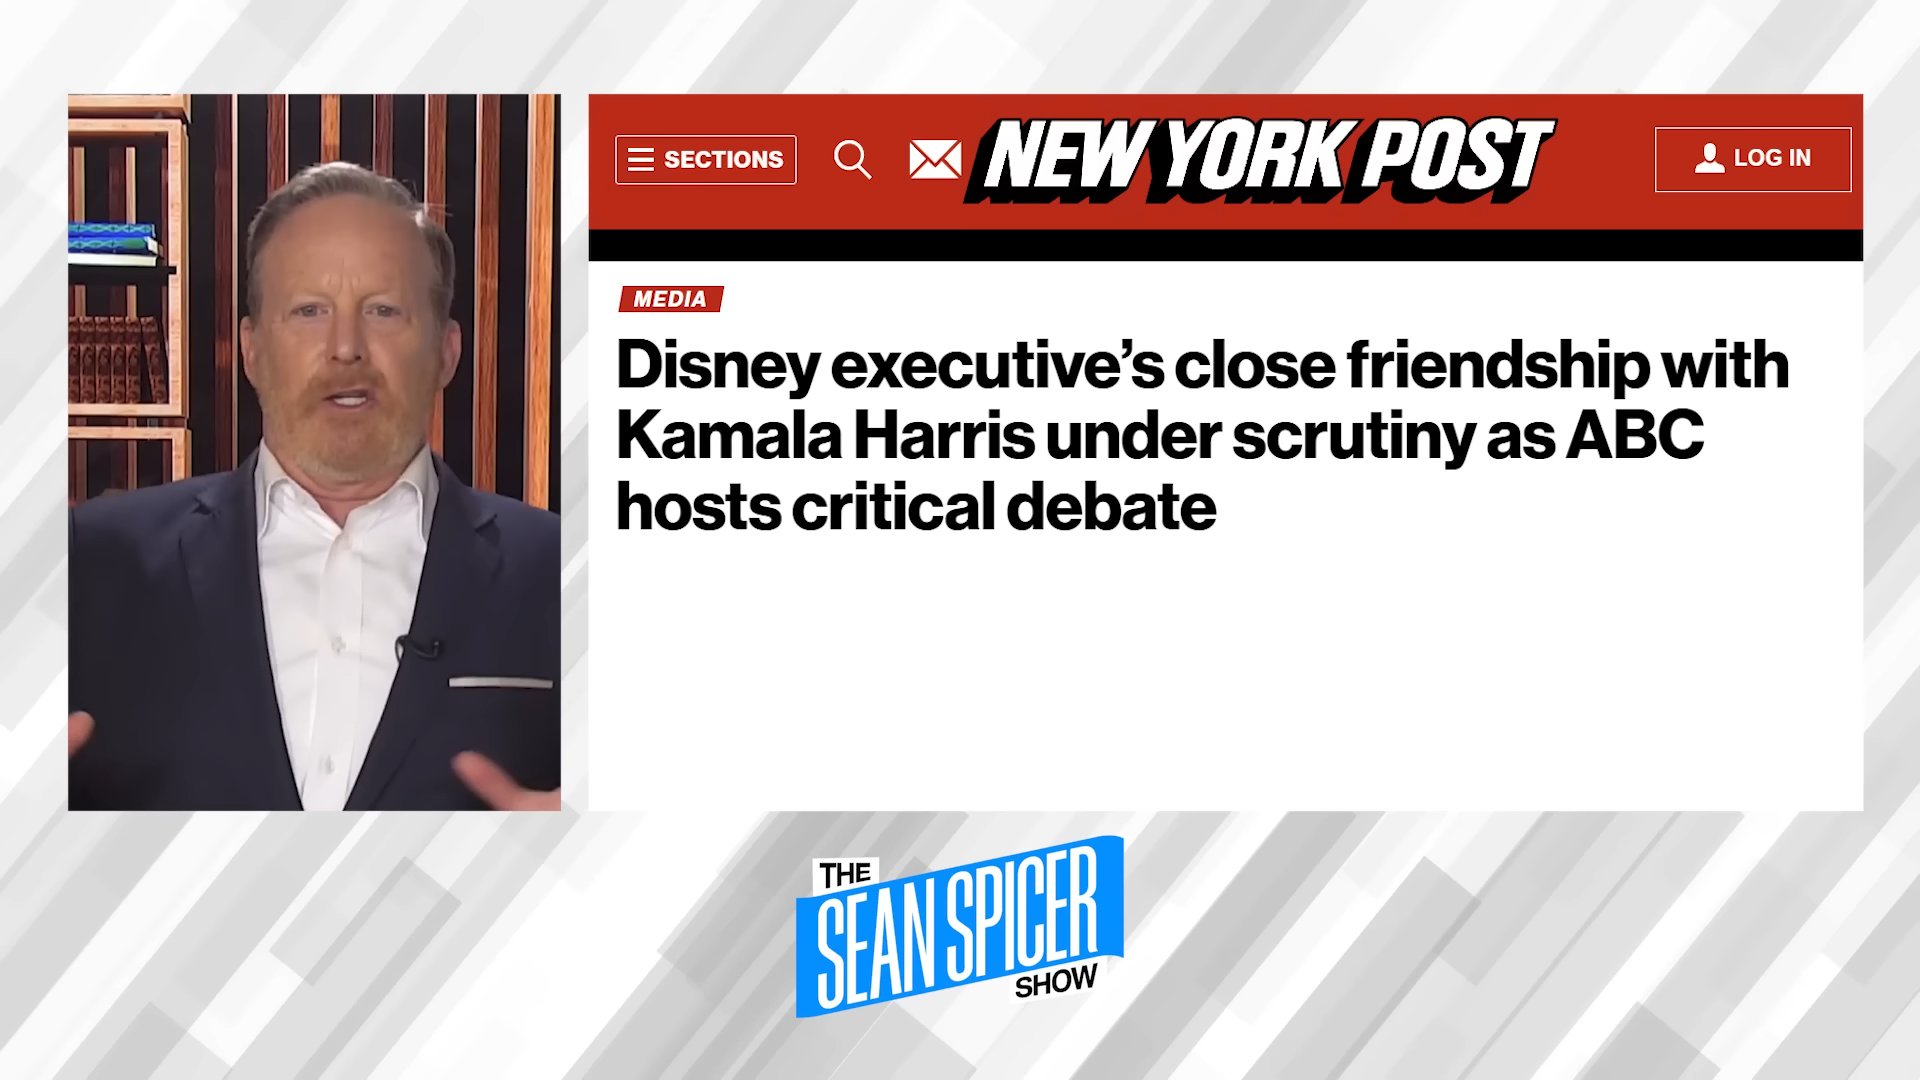 SECTIONS
NEW YORK POST
LOG IN
MEDIA
Disney executive’s close friendship with
Kamala Harris under scrutiny as ABC
hosts critical debate
THE
SEAN SPICER
SHOW